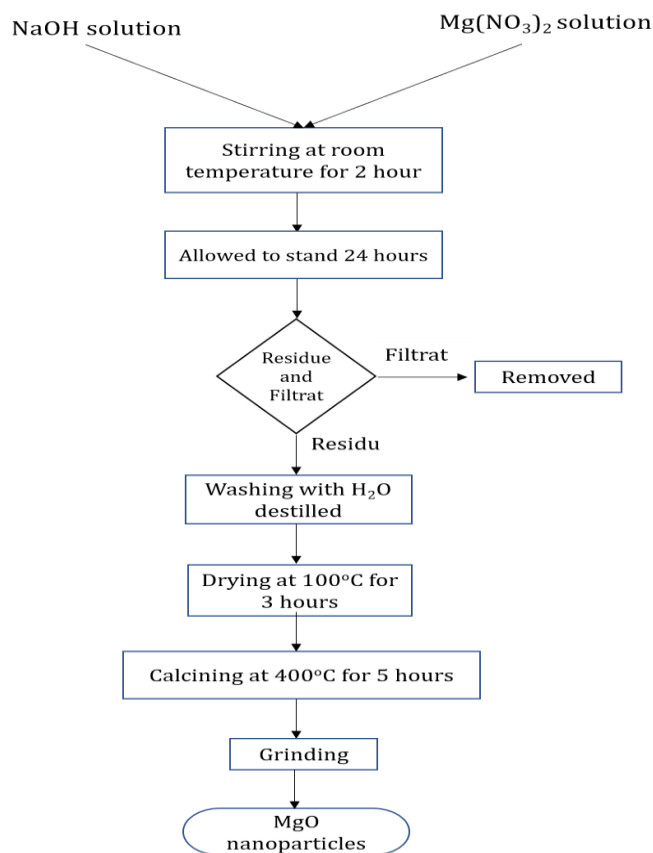 NaOH solution
Mg(NO₃)₂ solution
Stirring at room
temperature for 2 hour
Allowed to stand 24 hours
Residue
and
Filtrat
Filtrat
Removed
Residu
Washing with H₂O
destilled
Drying at 100°C for
3 hours
Calcining at 400°C for 5 hours
Grinding
MgO
nanoparticles